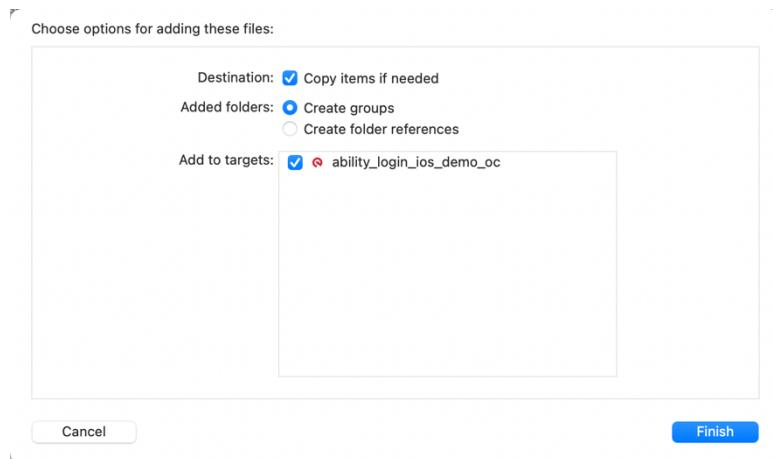 Choose options for adding these files:
Destination: Copy items if needed
Added folders: Create groups
Create folder references
Add to targets: ability_login_ios_demo_oc
Cancel Finish